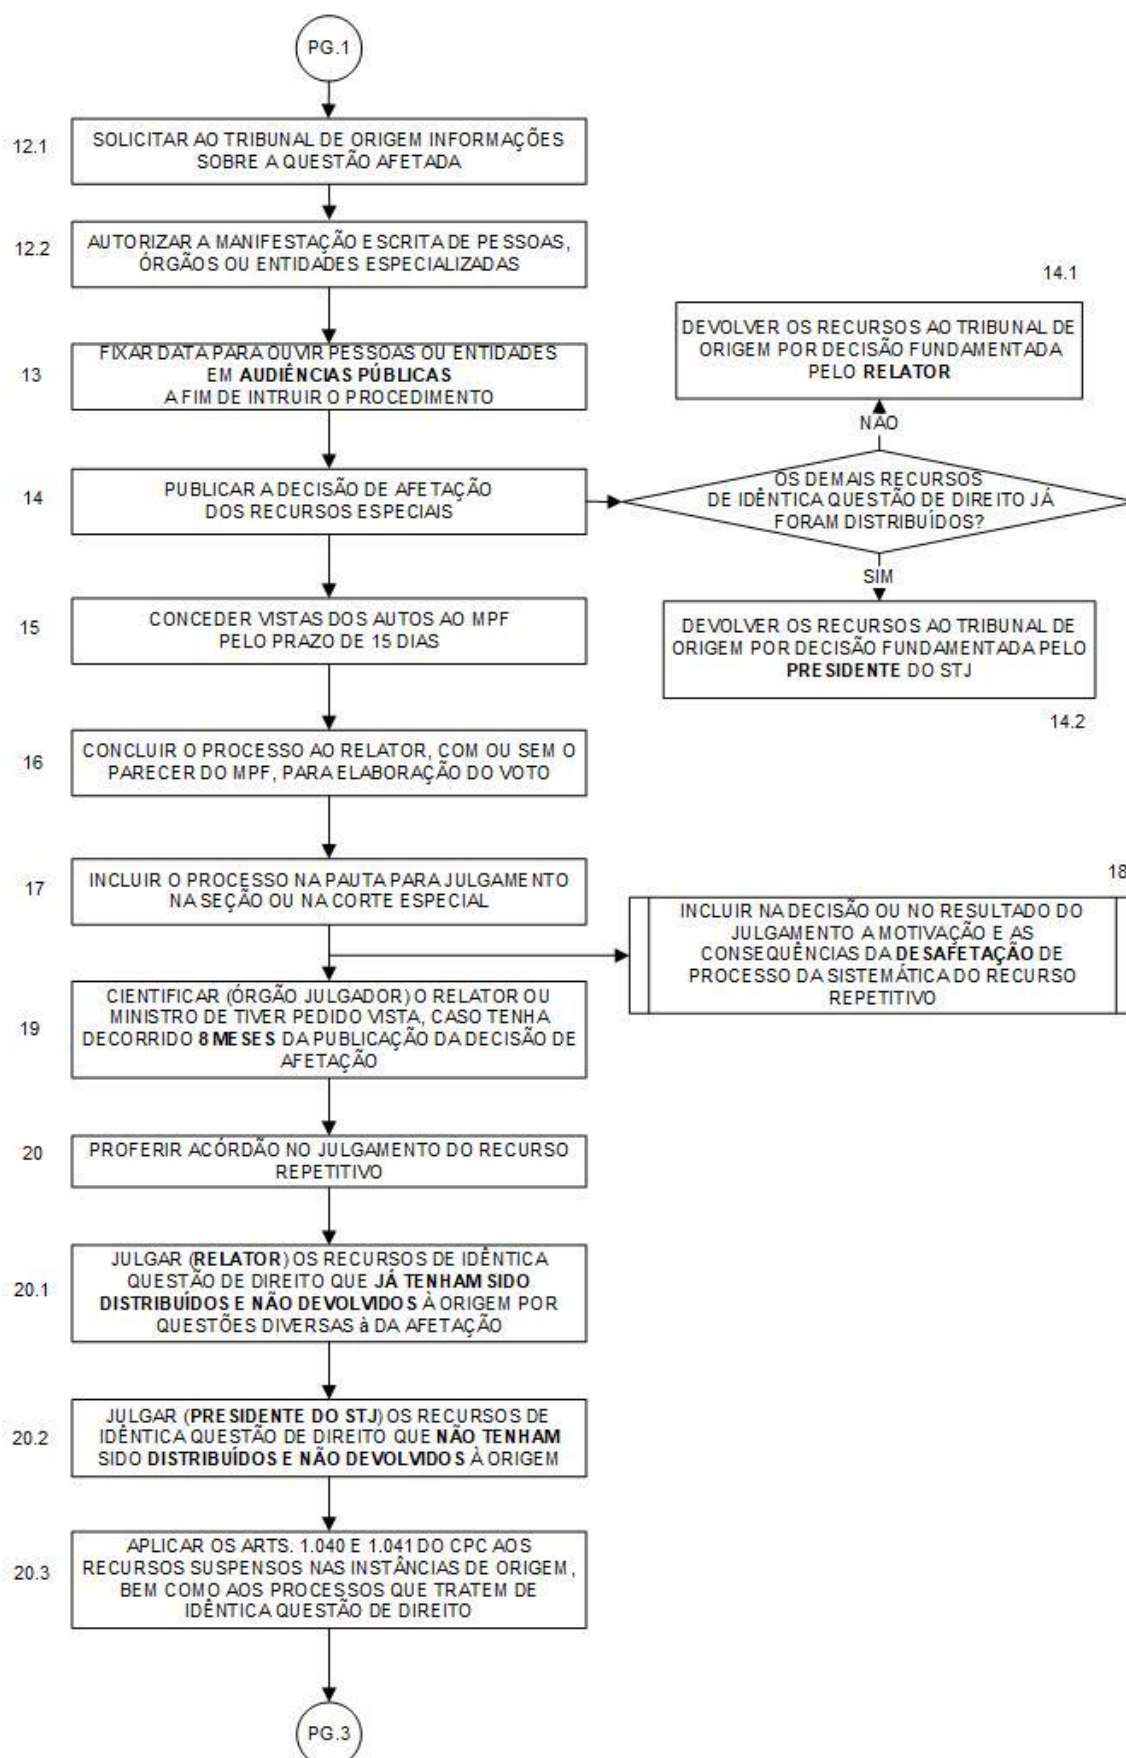 PG.1
12.1
SOLICITAR AO TRIBUNAL DE ORIGEM INFORMAÇÕES
SOBRE A QUESTÃO AFETADA
12.2
AUTORIZAR A MANIFESTAÇÃO ESCRITA DE PESSOAS,
ÓRGÃOS OU ENTIDADES ESPECIALIZADAS
13
FIXAR DATA PARA OUVIR PESSOAS OU ENTIDADES
EM AUDIÊNCIAS PÚBLICAS
A FIM DE INTRUIR O PROCEDIMENTO
14.1
DEVOLVER OS RECURSOS AO TRIBUNAL DE
ORIGEM POR DECISÃO FUNDAMENTADA
PELO RELATOR
NÃO
14
PUBLICAR A DECISÃO DE AFETAÇÃO
DOS RECURSOS ESPECIAIS
OS DEMAIS RECURSOS
DE IDÊNTICA QUESTÃO DE DIREITO JÁ
FORAM DISTRIBUÍDOS?
SIM
DEVOLVER OS RECURSOS AO TRIBUNAL DE
ORIGEM POR DECISÃO FUNDAMENTADA PELO
PRESIDENTE DO STJ
14.2
15
CONCEDER VISTAS DOS AUTOS AO MPF
PELO PRAZO DE 15 DIAS
16
CONCLUIR O PROCESSO AO RELATOR, COM OU SEM O
PARECER DO MPF, PARA ELABORAÇÃO DO VOTO
17
INCLUIR O PROCESSO NA PAUTA PARA JULGAMENTO
NA SEÇÃO OU NA CORTE ESPECIAL
18
INCLUIR NA DECISÃO OU NO RESULTADO DO
JULGAMENTO A MOTIVAÇÃO E AS
CONSEQUÊNCIAS DA DESAFETAÇÃO DE
PROCESSO DA SISTEMÁTICA DO RECURSO
REPETITIVO
19
CIENTIFICAR (ÓRGÃO JULGADOR) O RELATOR OU
MINISTRO DE TIVER PEDIDO VISTA, CASO TENHA
DECORRIDO 8 MESES DA PUBLICAÇÃO DA DECISÃO DE
AFETAÇÃO
20
PROFERIR ACÓRDÃO NO JULGAMENTO DO RECURSO
REPETITIVO
20.1
JULGAR (RELATOR) OS RECURSOS DE IDÊNTICA
QUESTÃO DE DIREITO QUE JÁ TENHAM SIDO
DISTRIBUÍDOS E NÃO DEVOLVIDOS À ORIGEM POR
QUESTÕES DIVERSAS à DA AFETAÇÃO
20.2
JULGAR (PRESIDENTE DO STJ) OS RECURSOS DE
IDÊNTICA QUESTÃO DE DIREITO QUE NÃO TENHAM
SIDO DISTRIBUÍDOS E NÃO DEVOLVIDOS À ORIGEM
20.3
APLICAR OS ARTS. 1.040 E 1.041 DO CPC AOS
RECURSOS SUSPENSOS NAS INSTÂNCIAS DE ORIGEM,
BEM COMO AOS PROCESSOS QUE TRATEM DE
IDÊNTICA QUESTÃO DE DIREITO
PG.3